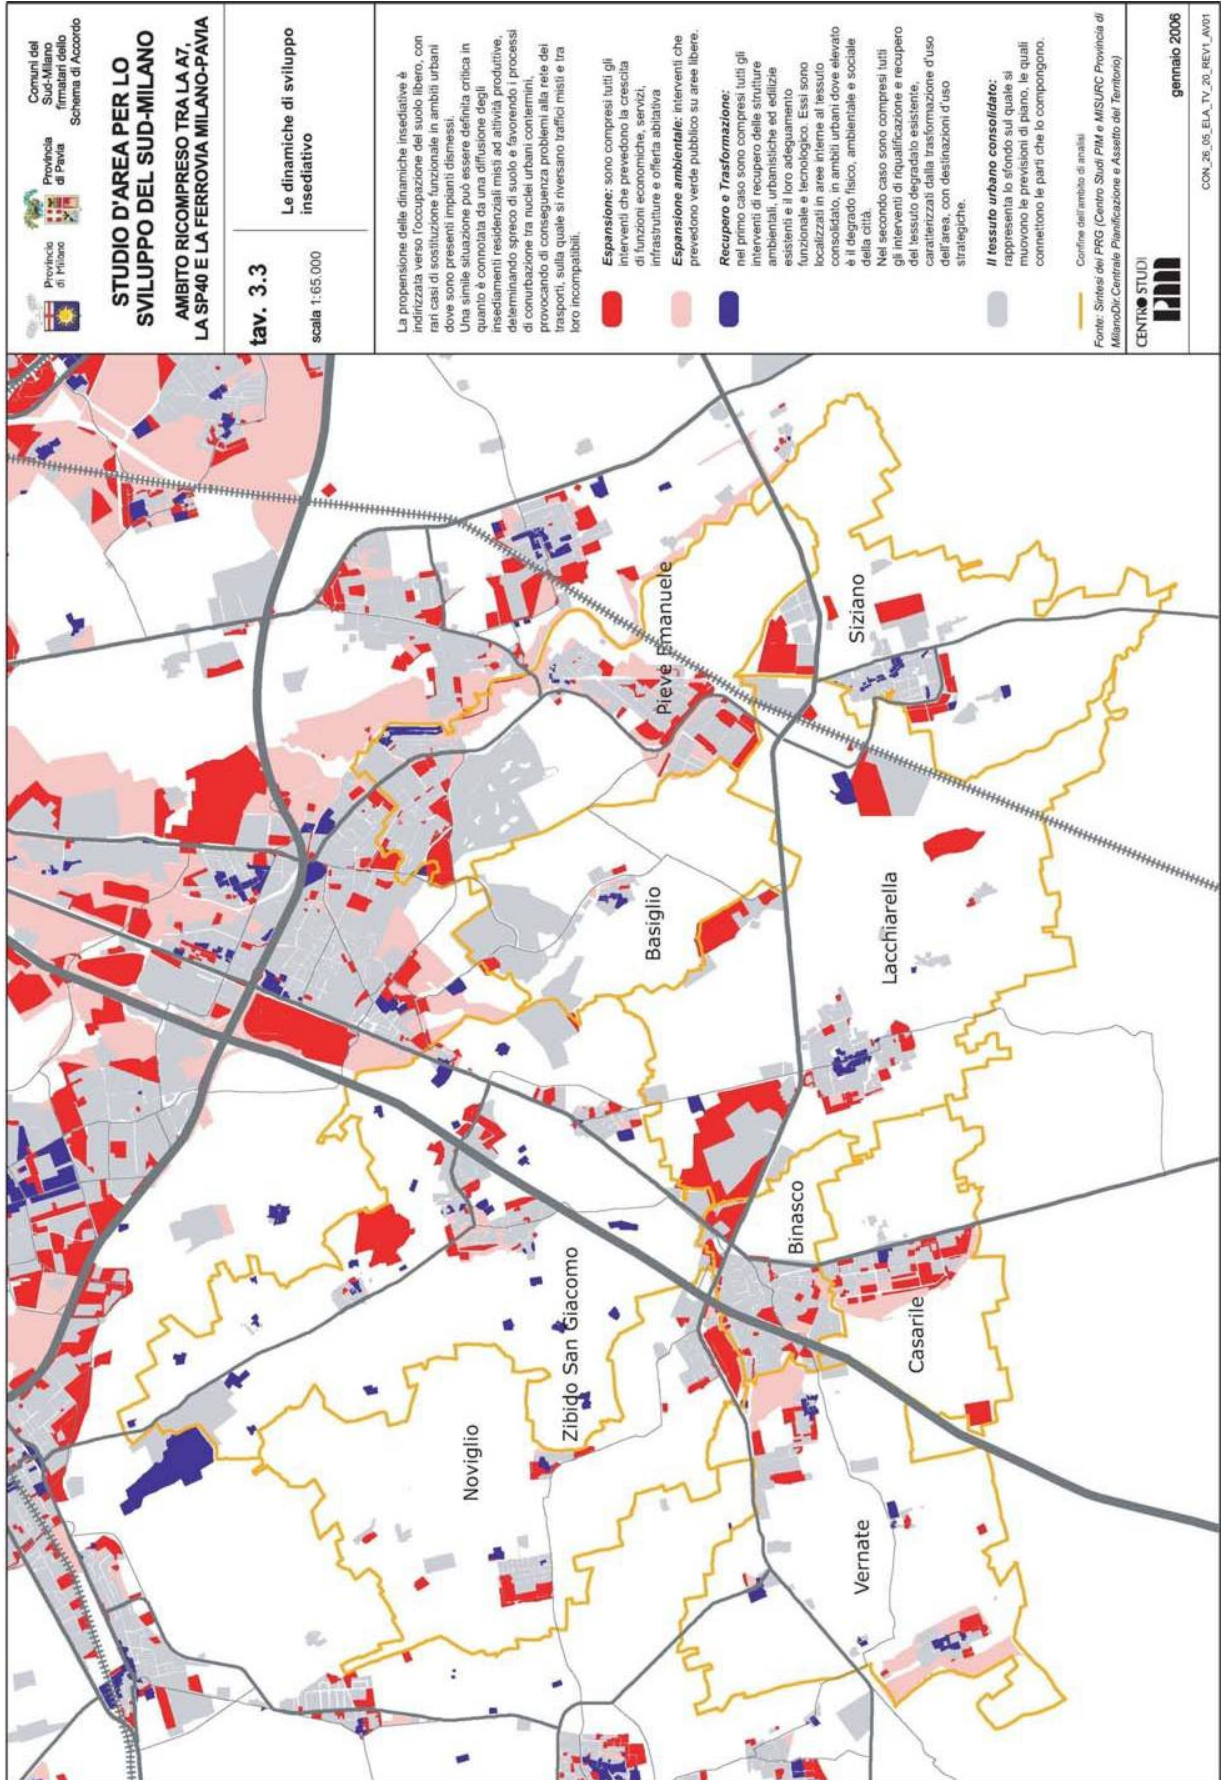 Provincia
di Milano
Provincia
di Pavia
Comuni del
Sud-Milano
firmatari dello
Schema di Accordo
STUDIO D'AREA PER LO
SVILUPPO DEL SUD-MILANO
AMBITO RICOMPRESO TRA LA A7,
LA SP40 E LA FERROVIA MILANO-PAVIA
tav. 3.3
scala 1:65.000
Le dinamiche di sviluppo
insediativo
La propensione delle dinamiche insediative è
indirizzata verso l'occupazione del suolo libero, con
rari casi di sostituzione funzionale in ambiti urbani
dove sono presenti impianti dismessi.
Una simile situazione può essere definita critica in
quanto è connotata da una diffusione degli
insediamenti residenziali misti ad attività produttive,
determinando spreco di suolo e favorendo i processi
di conurbazione tra nuclei urbani contermini,
provocando di conseguenza problemi alla rete dei
trasporti, sulla quale si riversano traffici misti e tra
loro incompatibili.
Espansione: sono compresi tutti gli
interventi che prevedono la crescita
di funzioni economiche, servizi,
infrastrutture e offerta abitativa
Espansione ambientale: interventi che
prevedono verde pubblico su aree libere.
Recupero e Trasformazione:
nel primo caso sono compresi tutti gli
interventi di recupero delle strutture
ambientali, urbanistiche ed edilizie
esistenti e il loro adeguamento
funzionale e tecnologico. Essi sono
localizzati in aree interne al tessuto
consolidato, in ambiti urbani dove elevato
è il degrado fisico, ambientale e sociale
della città.
Nel secondo caso sono compresi tutti
gli interventi di riqualificazione e recupero
del tessuto degradato esistente,
caratterizzati dalla trasformazione d'uso
dell'area, con destinazioni d'uso
strategiche.
Il tessuto urbano consolidato:
rappresenta lo sfondo sul quale si
muovono le previsioni di piano, le quali
connettono le parti che lo compongono.
Confine dell'ambito di analisi
Fonte: Sintesi dei PRG (Centro Studi PIM e MISURC Provincia di
MilanoDir.Centrale Pianificazione e Assetto del Territorio)
CENTRO STUDI
PIM
gennaio 2006
CON_26_05_ELA_TV_20_REV1_AV01
Pieve Emanuele
Siziano
Basiglio
Lacchiarella
Binasco
Zibido San Giacomo
Casarile
Noviglio
Vernate